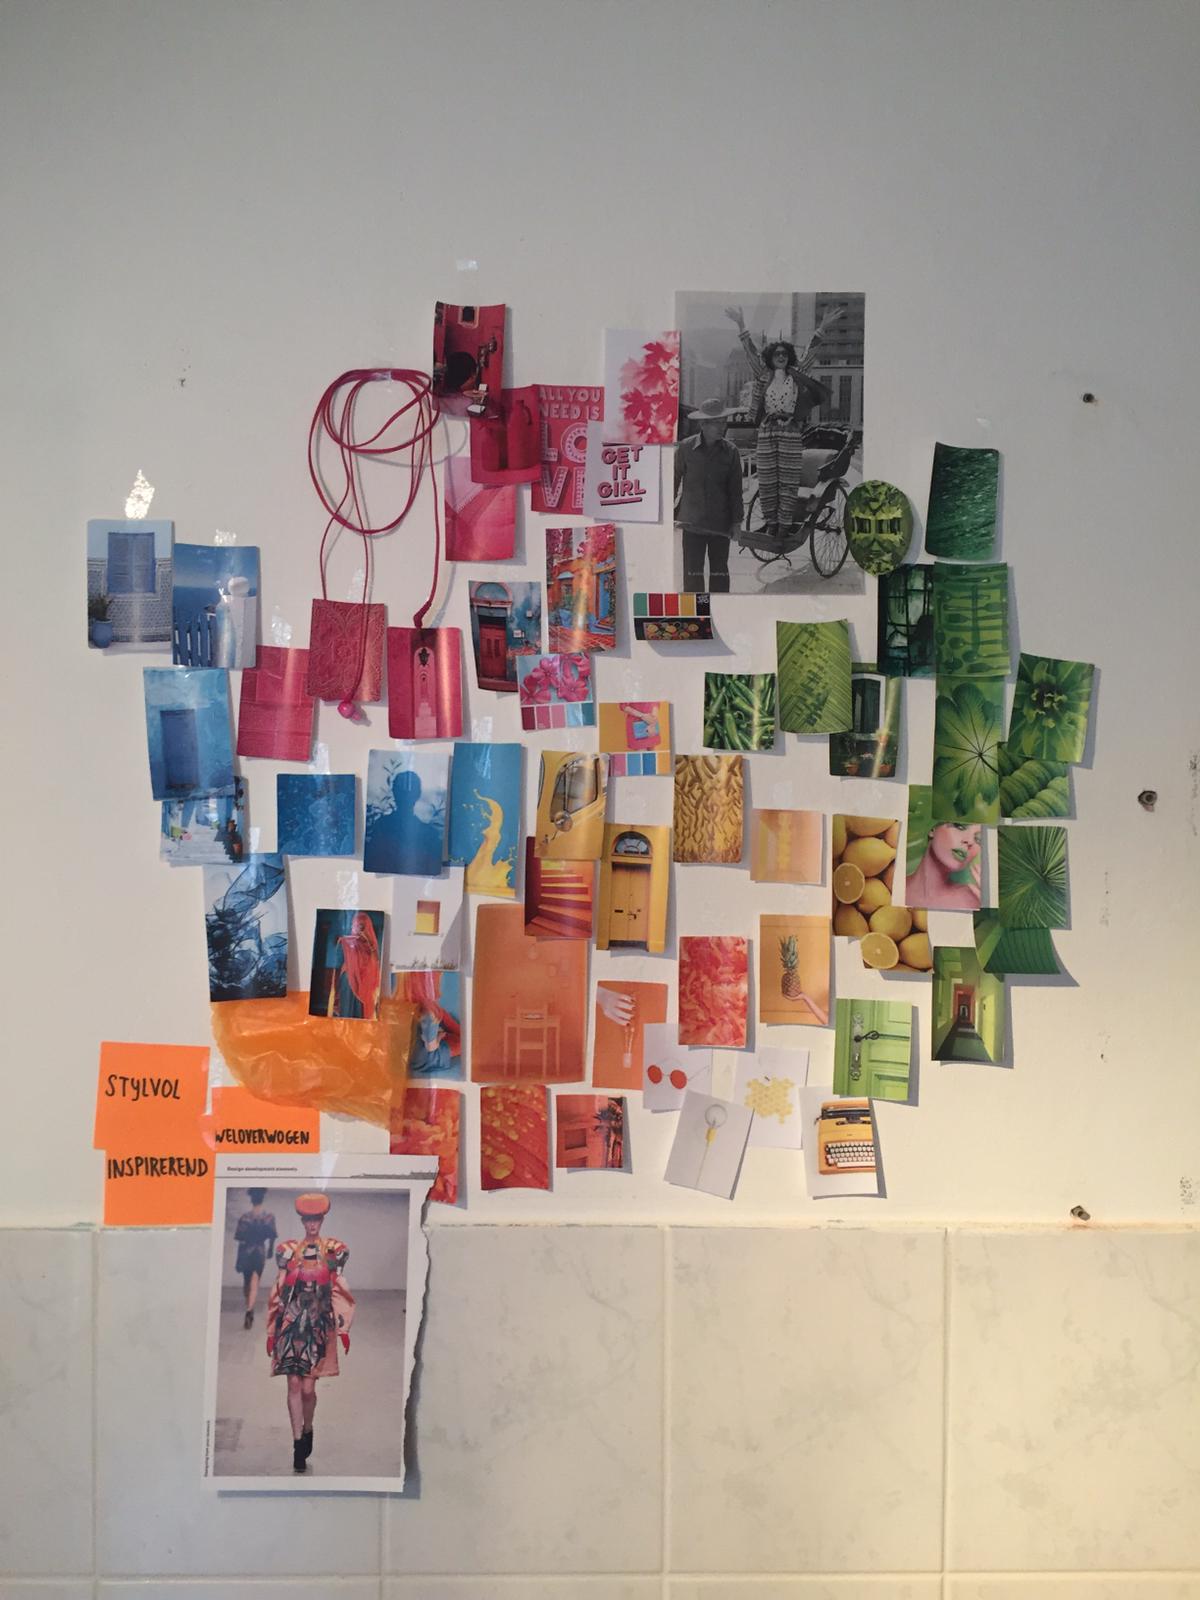 ALL YOU
NEED IS
LO
VE
GET
IT
GIRL
STYLVOL
WELOVERWOGEN
INSPIREREND
Design development elements